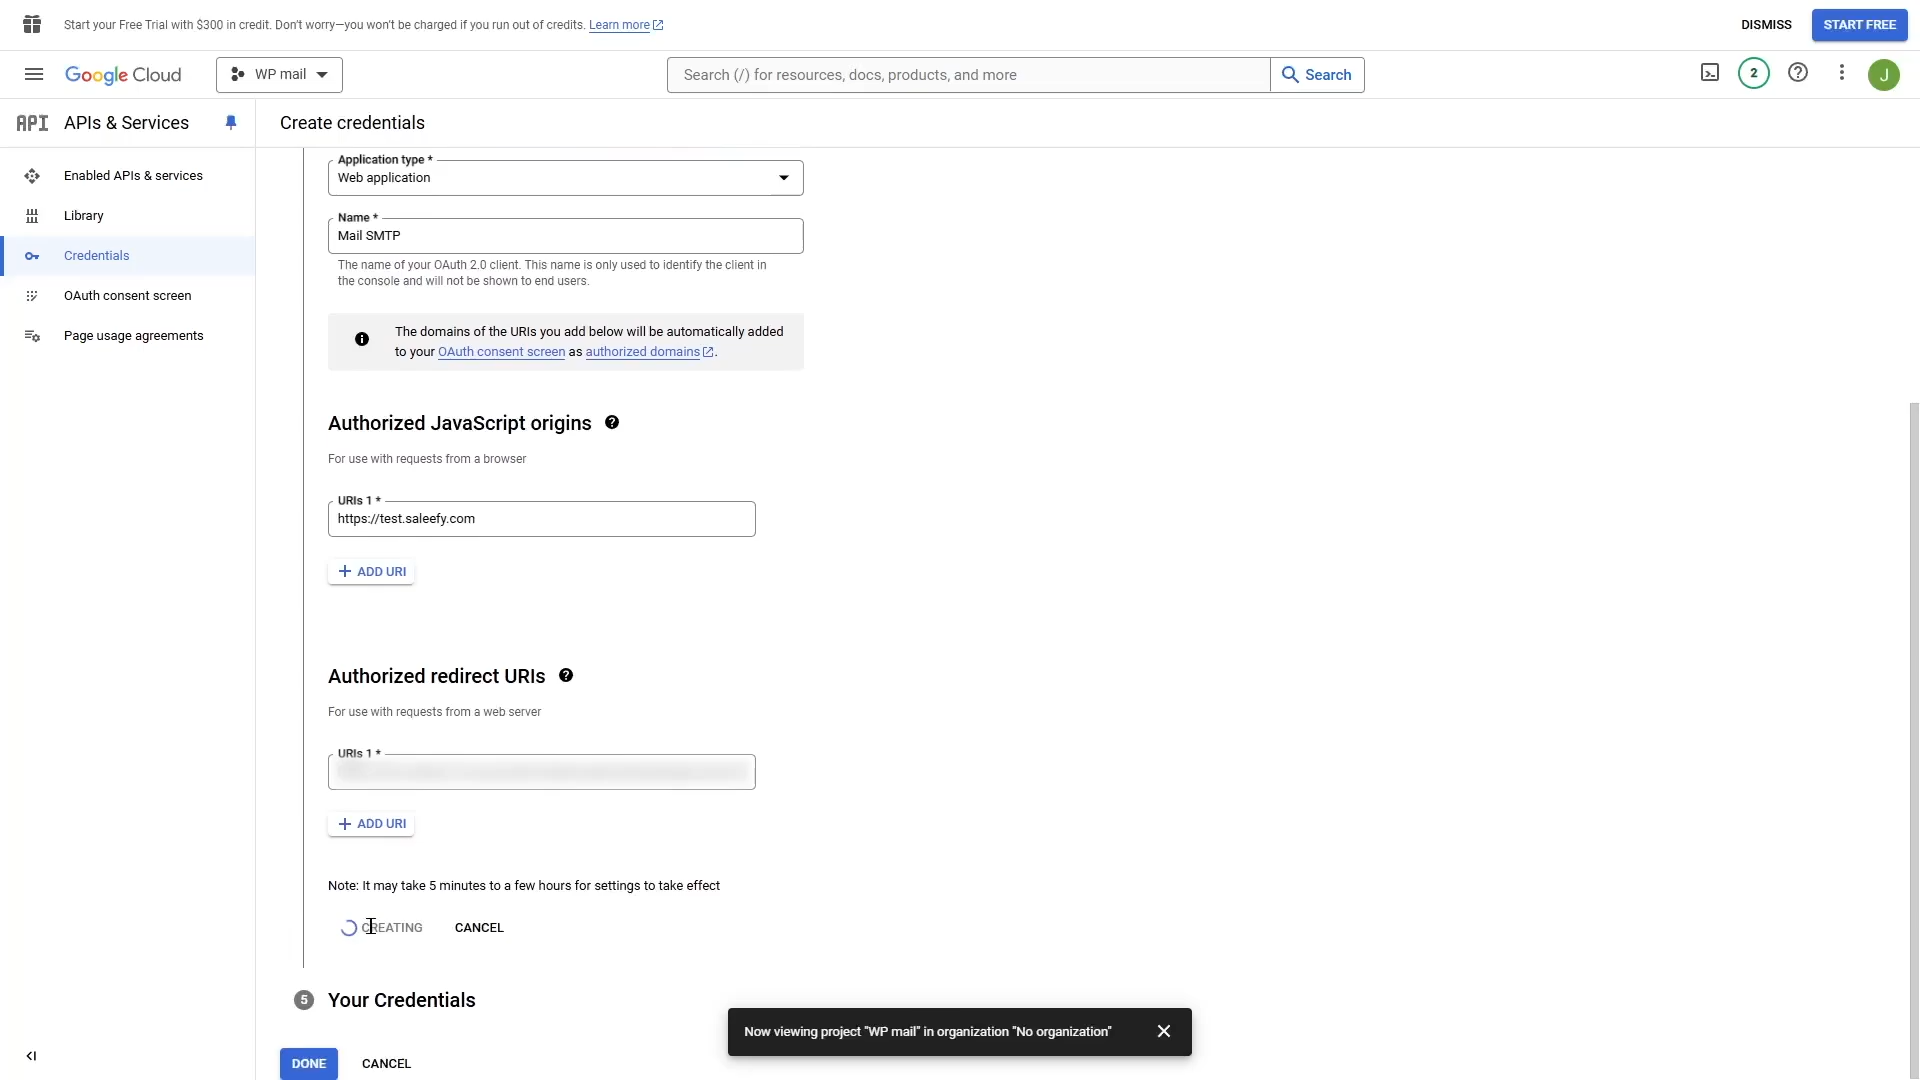 Start your Free Trial with $300 in credit. Don't worry—you won't be charged if you run out of credits. Learn more
DISMISS
START FREE
Google Cloud
WP mail
Search (/) for resources, docs, products, and more
Search
2
J
API
APIs & Services
Create credentials
Enabled APIs & services
Library
Credentials
OAuth consent screen
Page usage agreements
Application type *
Web application
Name *
Mail SMTP
The name of your OAuth 2.0 client. This name is only used to identify the client in
the console and will not be shown to end users.
The domains of the URIs you add below will be automatically added
to your OAuth consent screen as authorized domains.
Authorized JavaScript origins
For use with requests from a browser
URIs 1 *
https://test.saleefy.com
+ ADD URI
Authorized redirect URIs
For use with requests from a web server
URIs 1 *
+ ADD URI
Note: It may take 5 minutes to a few hours for settings to take effect
CREATING
CANCEL
5
Your Credentials
Now viewing project "WP mail" in organization "No organization"
DONE
CANCEL